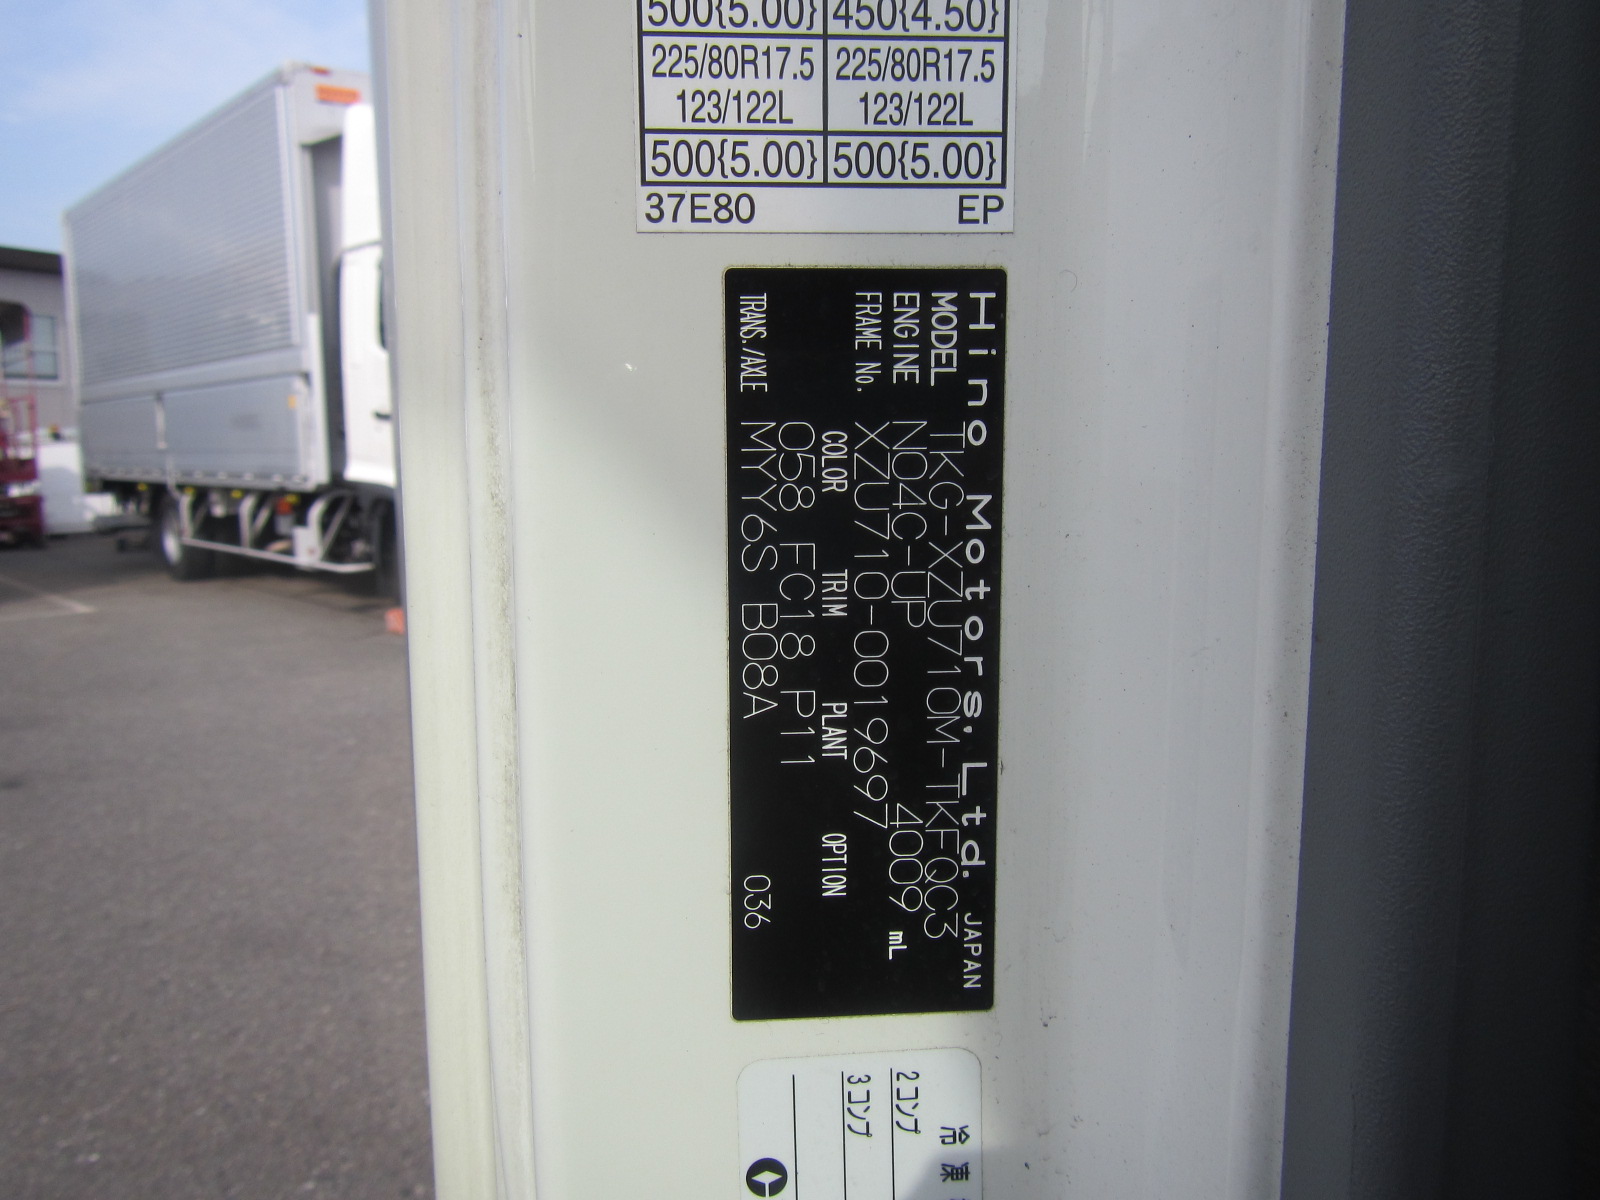 500{5.00} 450{4.50}
225/80R17.5 225/80R17.5
123/122L 123/122L
500{5.00} 500{5.00}
37E80 EP
Hino Motors, Ltd. JAPAN
MODEL TKG-XZU710M-TKFQC3
ENGINE N04C-UP 4009 mL
FRAME No. XZU710-0019697
COLOR TRIM PLANT OPTION
058 FC18 P11
TRANS./AXLE MYY6S B08A 036
冷凍
2コンプ
3コンプ